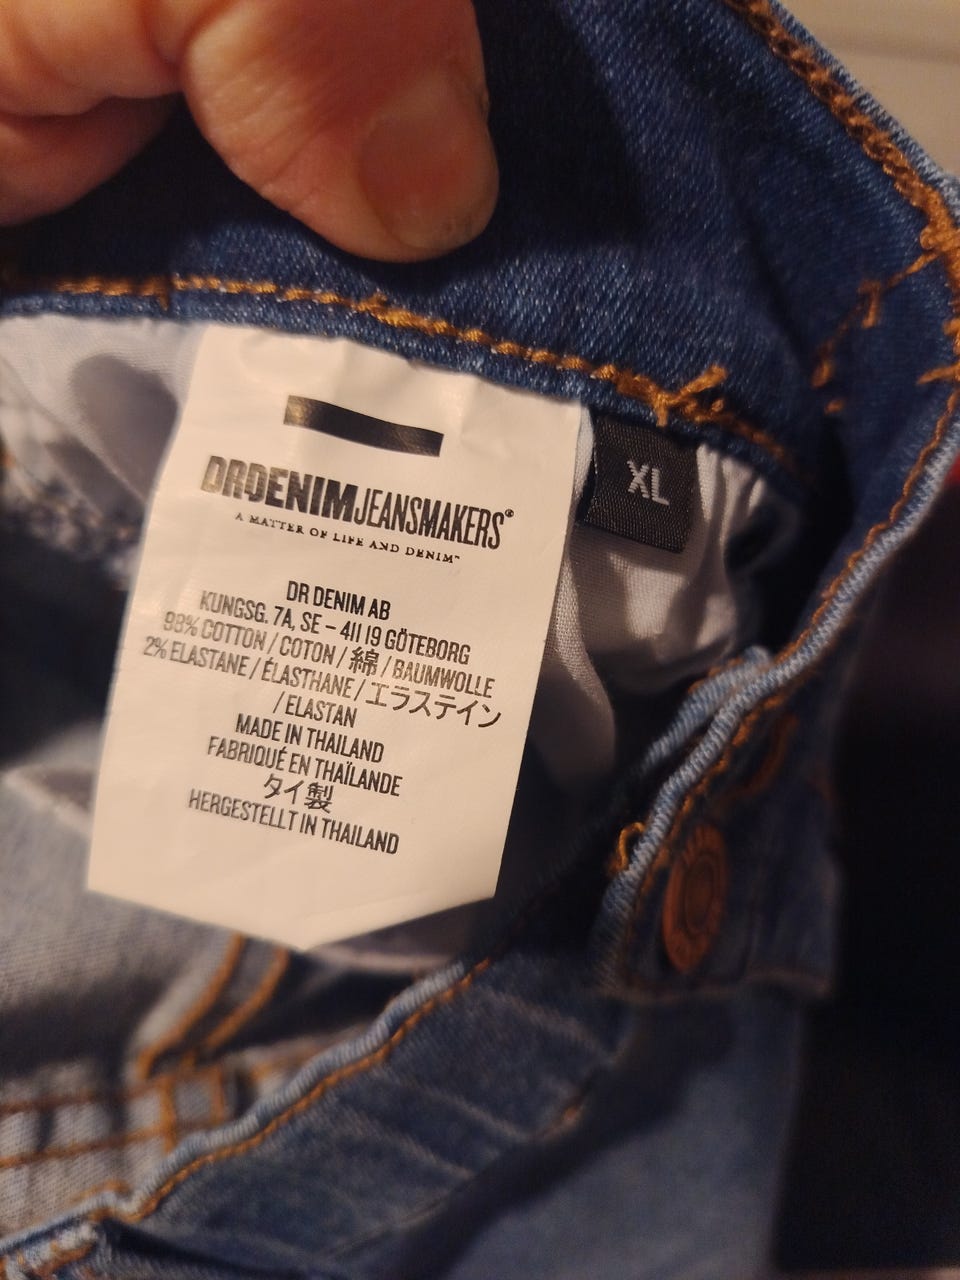 DRDENIMJEANSMAKERS®
A MATTER OF LIFE AND DENIM™
XL
DR DENIM AB
KUNGSG. 7A, SE – 411 19 GÖTEBORG
98% COTTON / COTON / 綿 / BAUMWOLLE
2% ELASTANE / ÉLASTHANE / エラステイン
/ ELASTAN
MADE IN THAILAND
FABRIQUÉ EN THAÏLANDE
タイ製
HERGESTELLT IN THAILAND